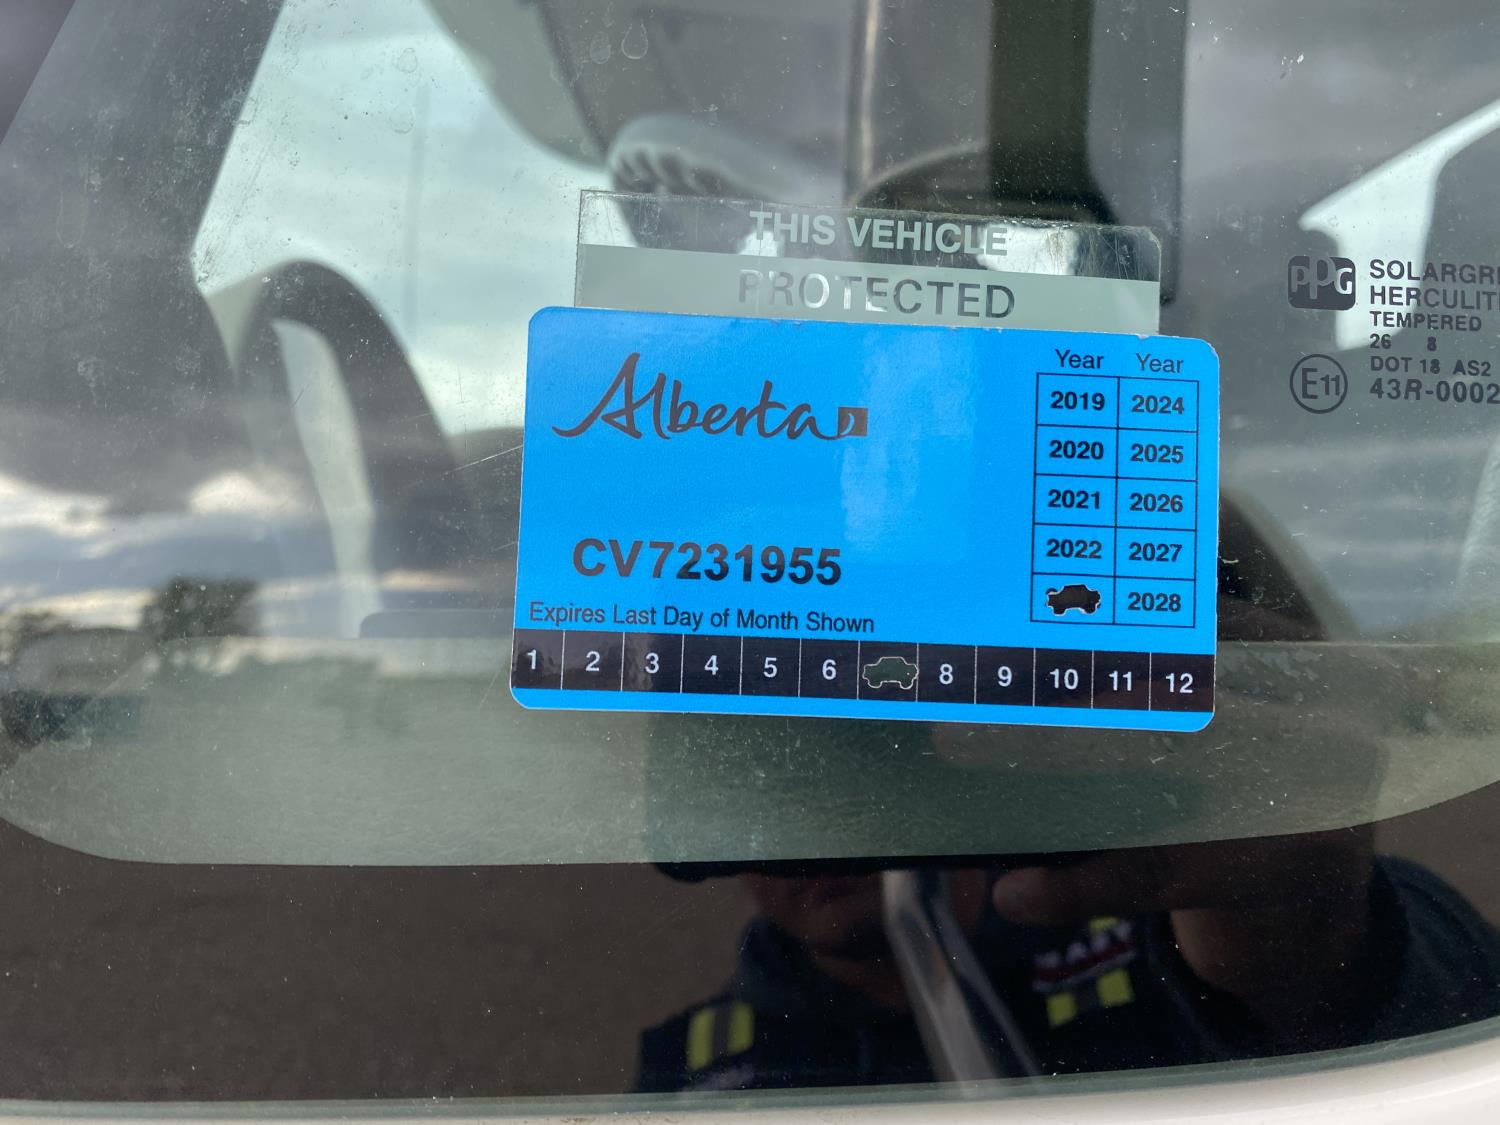 THIS VEHICLE
PROTECTED
Alberta
CV7231955
Expires Last Day of Month Shown
Year Year
2019 2024
2020 2025
2021 2026
2022 2027
2028
1 2 3 4 5 6 8 9 10 11 12
PPG
SOLARGR
HERCULIT
TEMPERED
26 8
DOT 18 AS2
E11
43R-0002